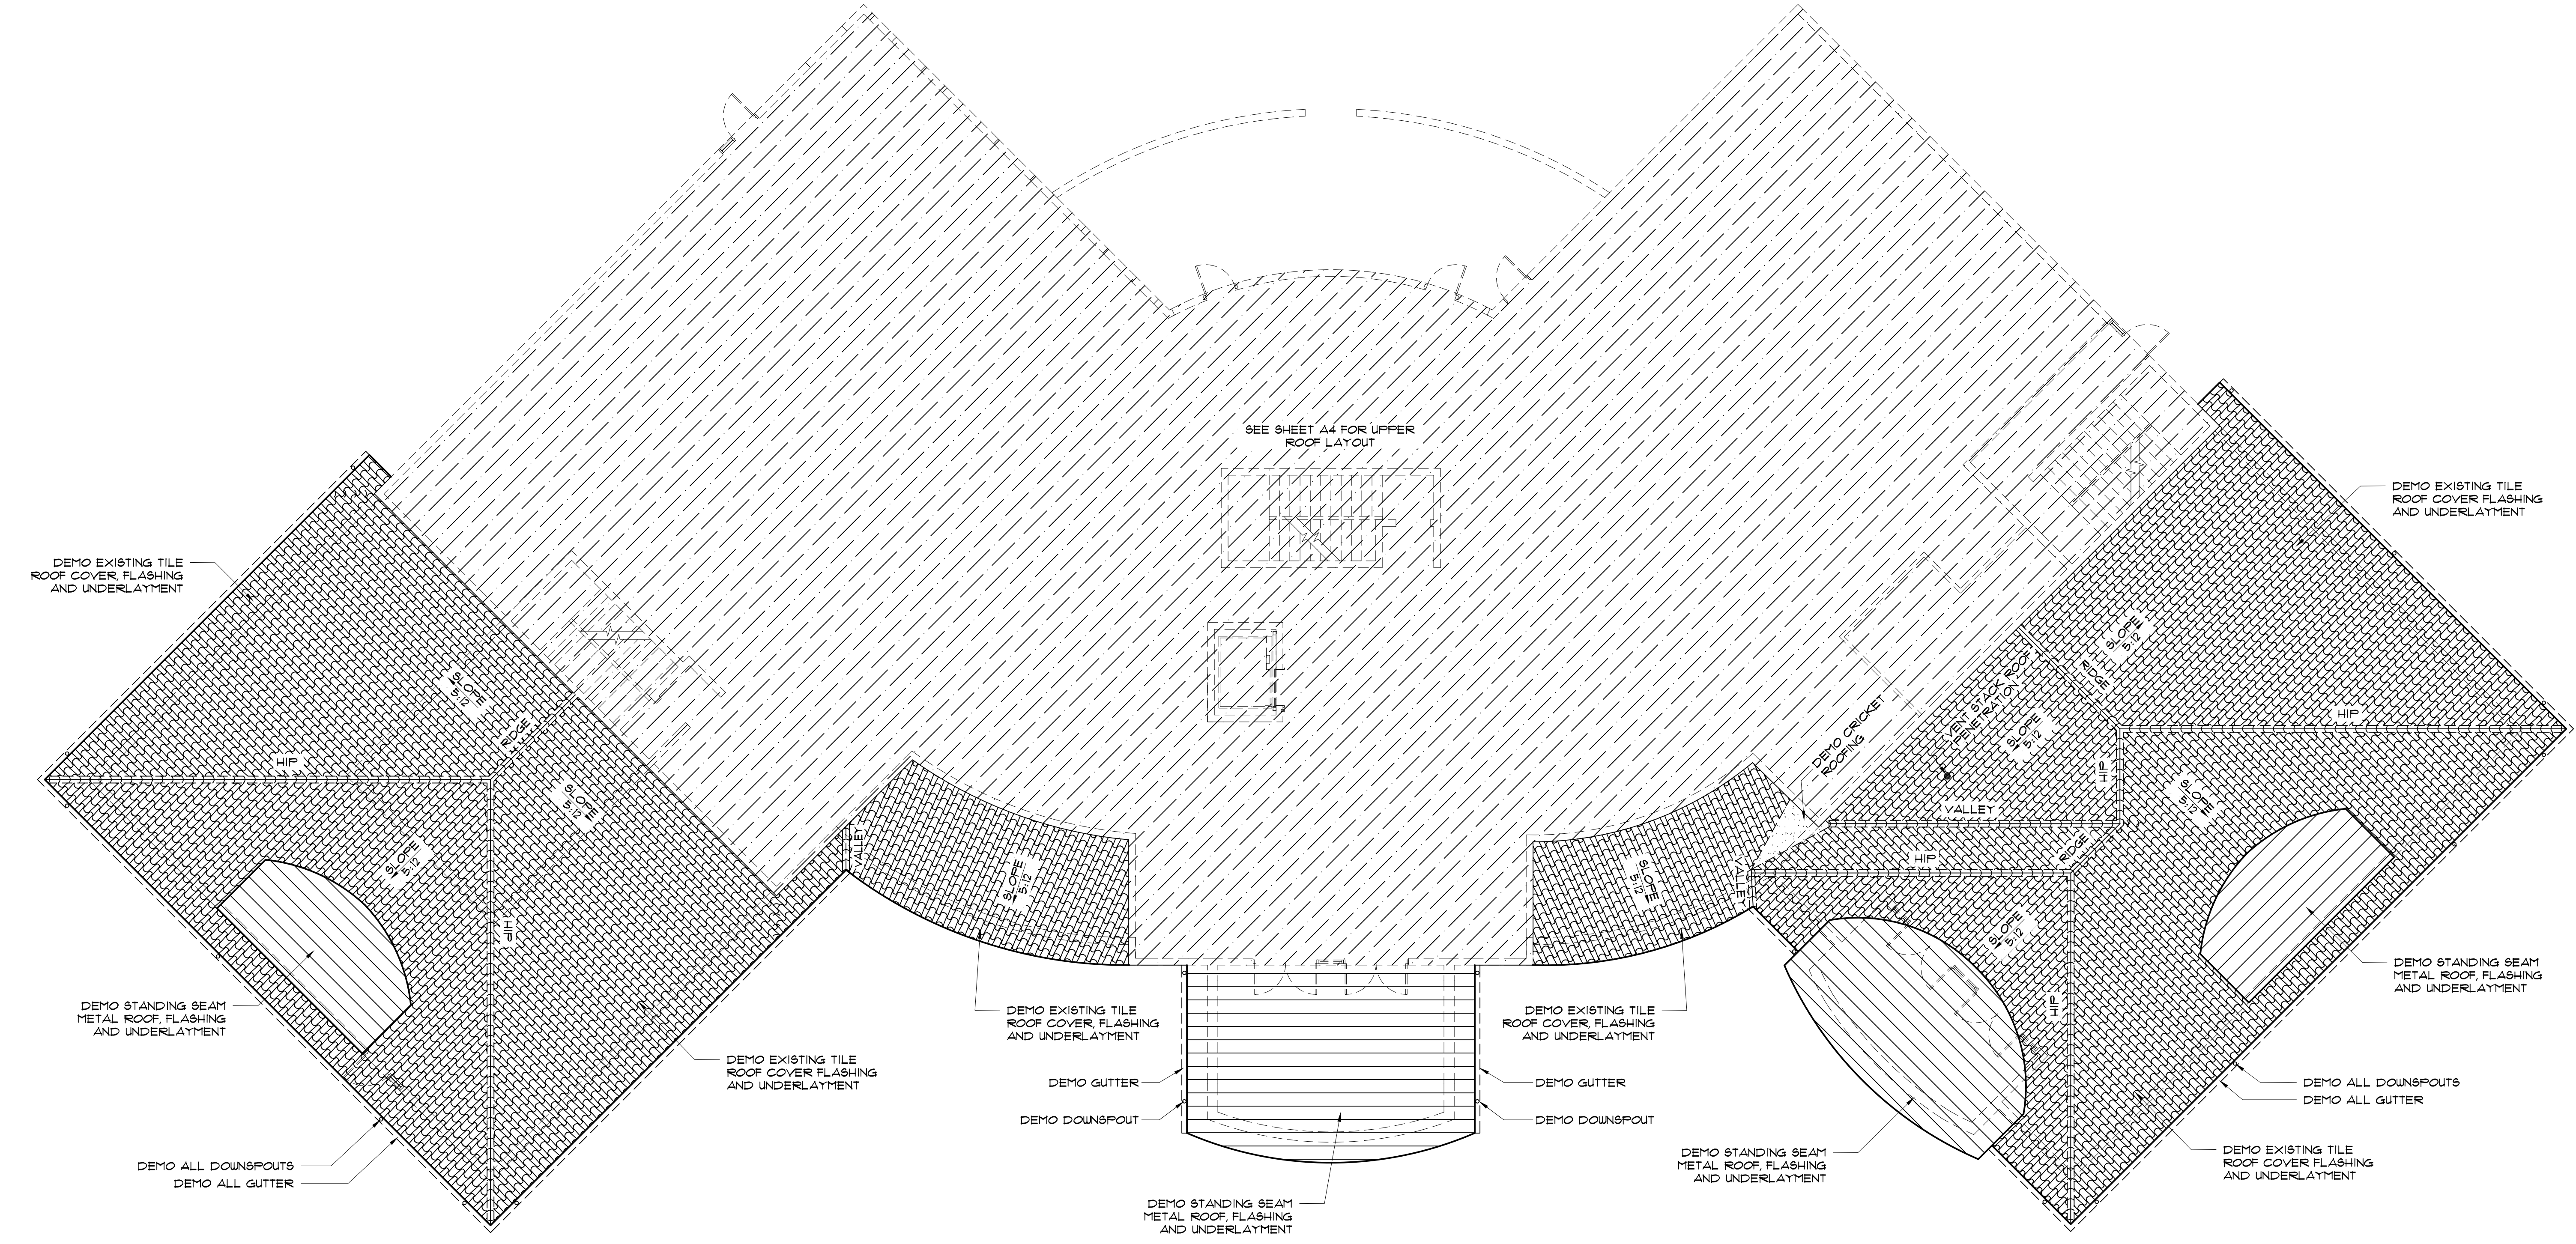 SEE SHEET A4 FOR UPPER
ROOF LAYOUT
DEMO EXISTING TILE
ROOF COVER FLASHING
AND UNDERLAYMENT
DEMO EXISTING TILE
ROOF COVER, FLASHING
AND UNDERLAYMENT
SLOPE
5:12
RIDGE
HIP
SLOPE
5:12
SLOPE
5:12
HIP
VALLEY
SLOPE
5:12
SLOPE
5:12
VALLEY
DEMO CRICKET
ROOFING
VENT STACK ROOF
PENETRATION
SLOPE
5:12
RIDGE
SLOPE
5:12
HIP
HIP
VALLEY
RIDGE
HIP
SLOPE
5:12
SLOPE
5:12
HIP
DEMO STANDING SEAM
METAL ROOF, FLASHING
AND UNDERLAYMENT
DEMO EXISTING TILE
ROOF COVER FLASHING
AND UNDERLAYMENT
DEMO ALL DOWNSPOUTS
DEMO ALL GUTTER
DEMO EXISTING TILE
ROOF COVER, FLASHING
AND UNDERLAYMENT
DEMO GUTTER
DEMO DOWNSPOUT
DEMO STANDING SEAM
METAL ROOF, FLASHING
AND UNDERLAYMENT
DEMO EXISTING TILE
ROOF COVER, FLASHING
AND UNDERLAYMENT
DEMO GUTTER
DEMO DOWNSPOUT
DEMO STANDING SEAM
METAL ROOF, FLASHING
AND UNDERLAYMENT
DEMO STANDING SEAM
METAL ROOF, FLASHING
AND UNDERLAYMENT
DEMO ALL DOWNSPOUTS
DEMO ALL GUTTER
DEMO EXISTING TILE
ROOF COVER FLASHING
AND UNDERLAYMENT